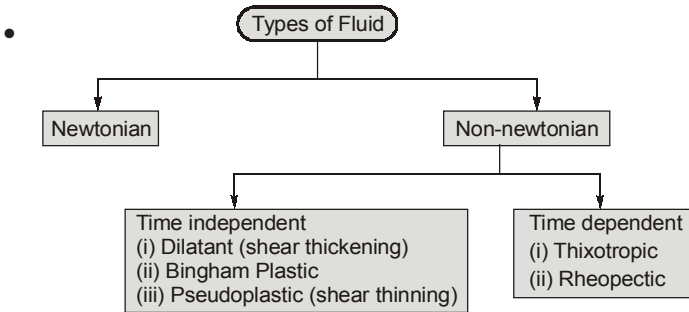 Types of Fluid
Newtonian
Non-newtonian
Time independent
(i) Dilatant (shear thickening)
(ii) Bingham Plastic
(iii) Pseudoplastic (shear thinning)
Time dependent
(i) Thixotropic
(ii) Rheopectic